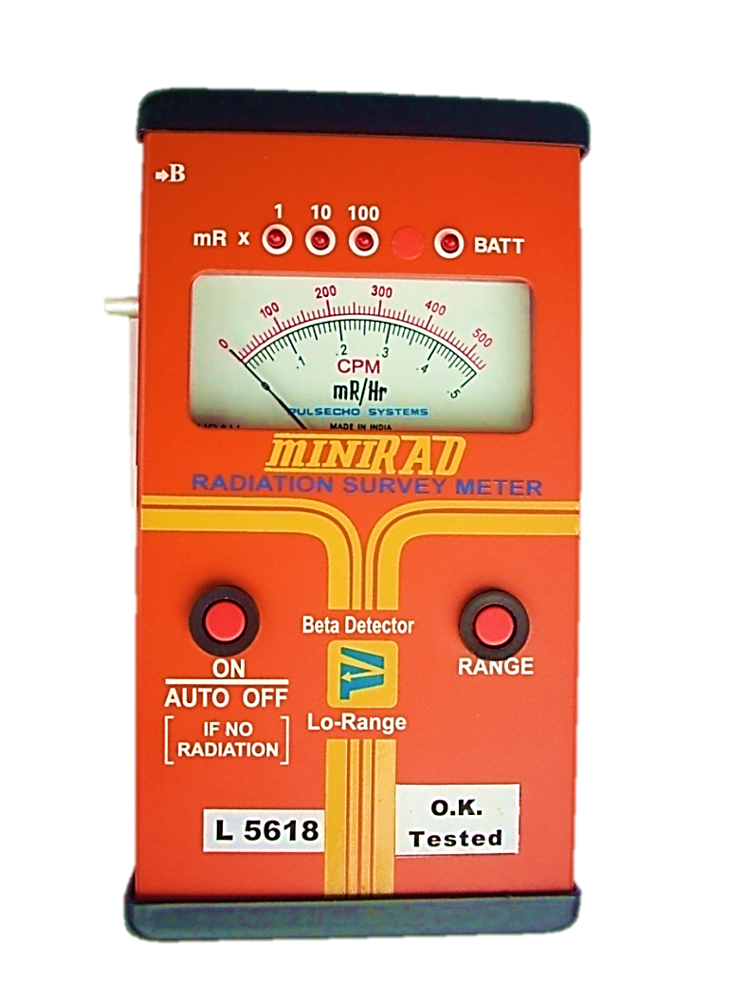 ➡B
1 10 100
mR x BATT
0 100 200 300 400 500
.1 .2 .3 .4 .5
CPM
mR/Hr
PULSECHO SYSTEMS
MADE IN INDIA
MINIRAD
RADIATION SURVEY METER
Beta Detector
ON
RANGE
AUTO OFF
[IF NO
RADIATION]
Lo-Range
L 5618
O.K.
Tested